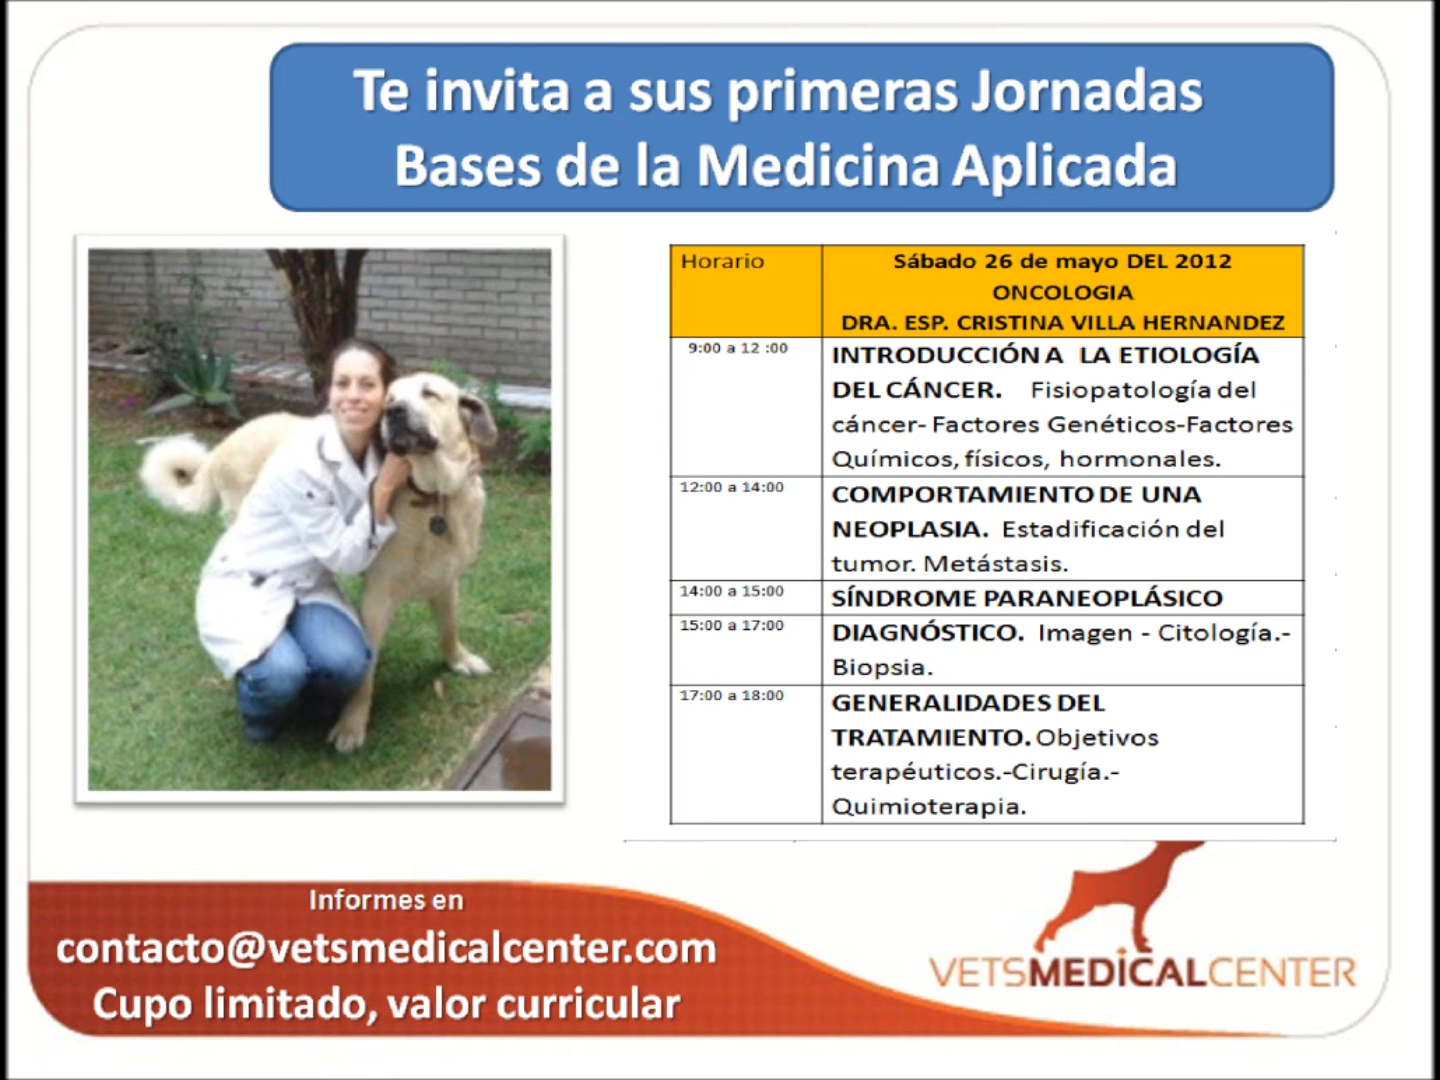 Te invita a sus primeras Jornadas
Bases de la Medicina Aplicada
Horario
Sábado 26 de mayo DEL 2012
ONCOLOGIA
DRA. ESP. CRISTINA VILLA HERNANDEZ
9:00 a 12 :00
INTRODUCCIÓN A LA ETIOLOGÍA
DEL CÁNCER. Fisiopatología del
cáncer- Factores Genéticos-Factores
Químicos, físicos, hormonales.
12:00 a 14:00
COMPORTAMIENTO DE UNA
NEOPLASIA. Estadificación del
tumor. Metástasis.
14:00 a 15:00
SÍNDROME PARANEOPLÁSICO
15:00 a 17:00
DIAGNÓSTICO. Imagen - Citología.-
Biopsia.
17:00 a 18:00
GENERALIDADES DEL
TRATAMIENTO. Objetivos
terapéuticos.-Cirugía.-
Quimioterapia.
Informes en
contacto@vetsmedicalcenter.com
Cupo limitado, valor curricular
VETSMEDICALCENTER